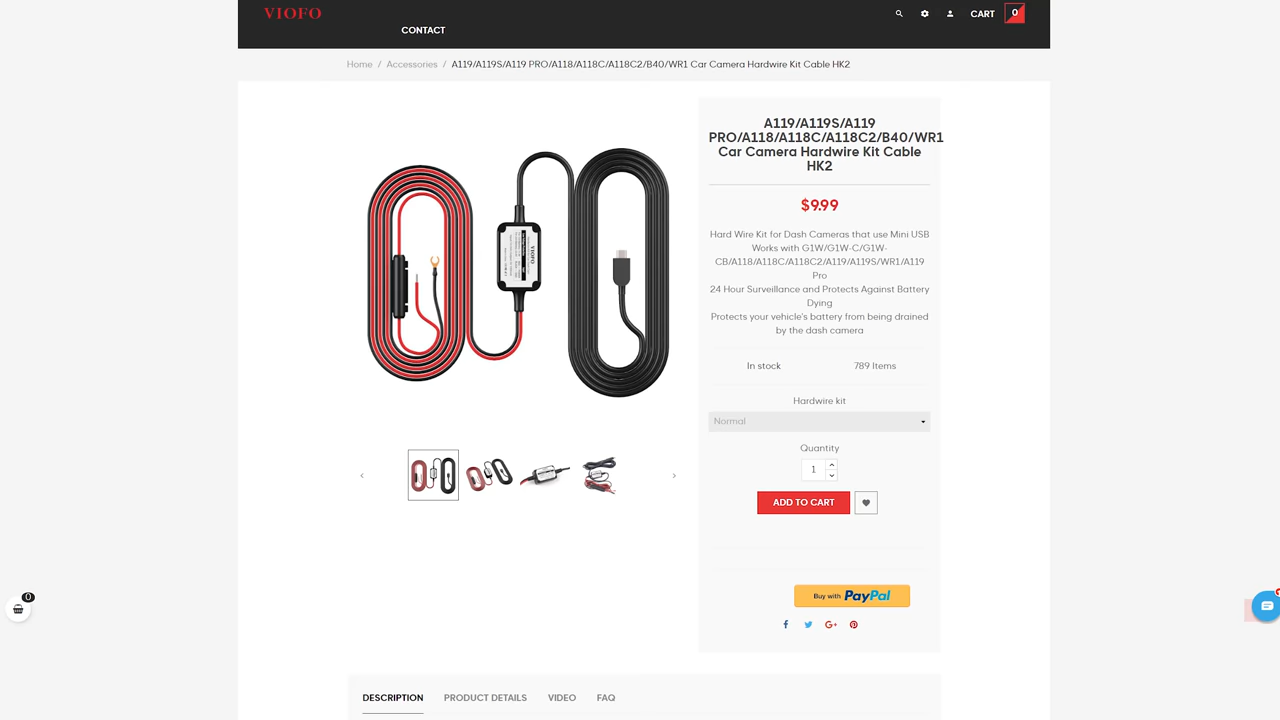 VIOFO
CART 0
CONTACT
Home / Accessories / A119/A119S/A119 PRO/A118/A118C/A118C2/B40/WR1 Car Camera Hardwire Kit Cable HK2
A119/A119S/A119
PRO/A118/A118C/A118C2/B40/WR1
Car Camera Hardwire Kit Cable
HK2
$9.99
Hard Wire Kit for Dash Cameras that use Mini USB
Works with G1W/G1W-C/G1W-
CB/A118/A118C/A118C2/A119/A119S/WR1/A119
Pro
24 Hour Surveillance and Protects Against Battery
Dying
Protects your vehicle's battery from being drained
by the dash camera
In stock 789 Items
Hardwire kit
Normal
Quantity
1
ADD TO CART
Buy with PayPal
0
DESCRIPTION PRODUCT DETAILS VIDEO FAQ
VIOFO